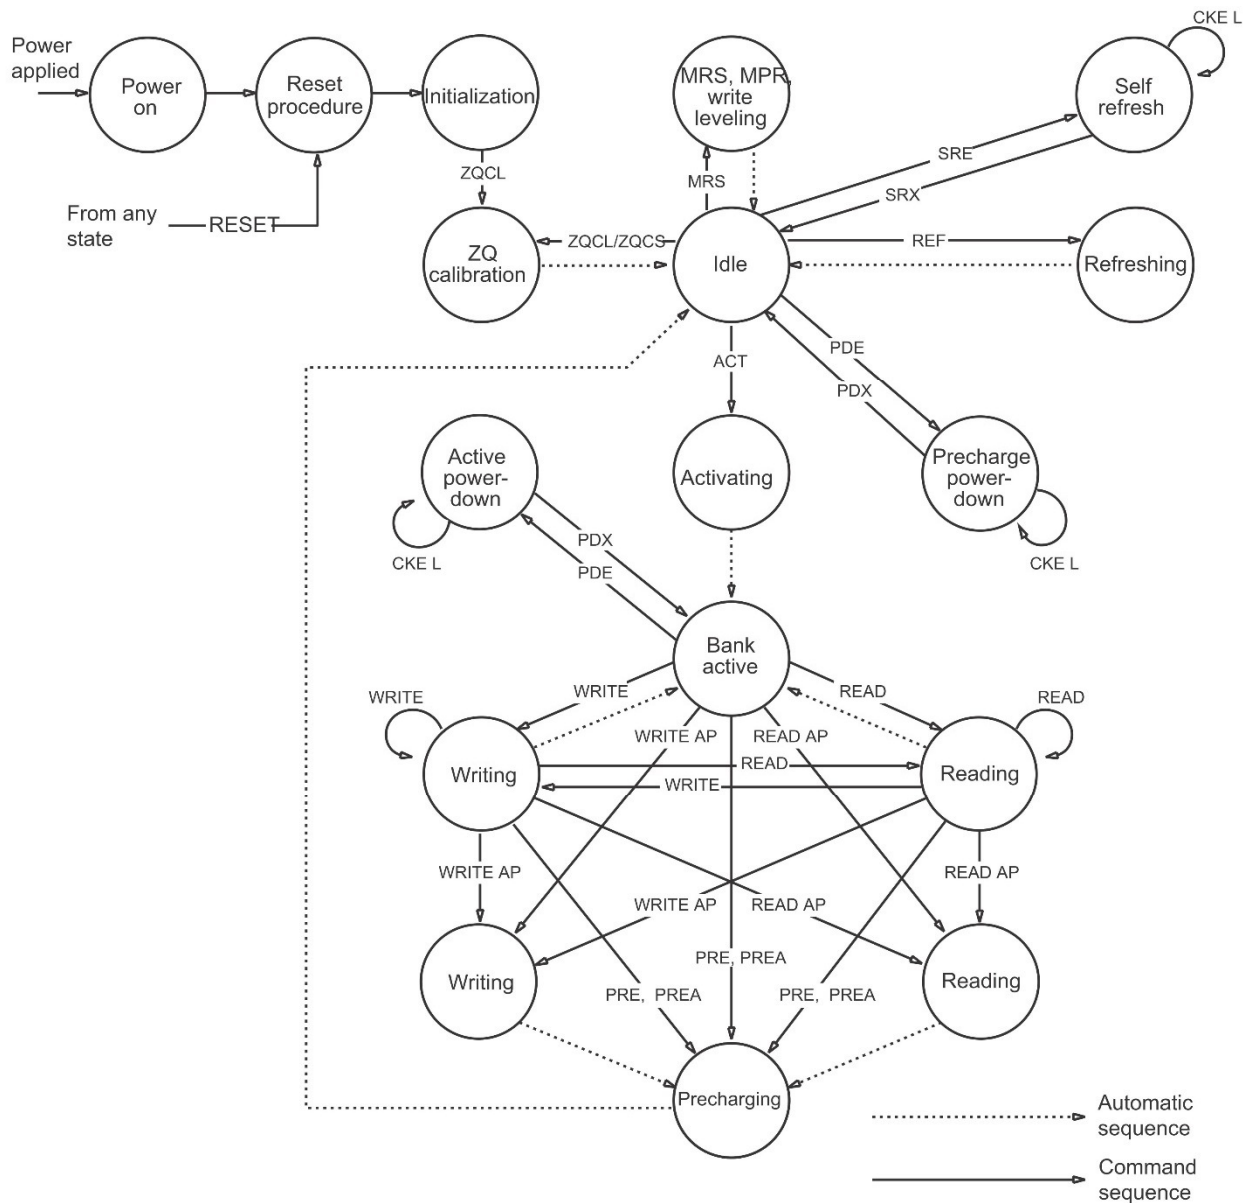 Power
applied
Power
on
Reset
procedure
Initialization
MRS, MPR,
write
leveling
Self
refresh
CKE L
ZQCL
MRS
SRE
SRX
From any
state
RESET
ZQ
calibration
ZQCL/ZQCS
Idle
REF
Refreshing
ACT
PDE
PDX
Active
power-
down
CKE L
Activating
Precharge
power-
down
CKE L
PDX
PDE
Bank
active
WRITE
WRITE
READ
READ
WRITE AP
READ AP
Writing
READ
WRITE
Reading
WRITE AP
WRITE AP
READ AP
READ AP
Writing
PRE, PREA
PRE, PREA
PRE, PREA
Reading
Precharging
Automatic
sequence
Command
sequence